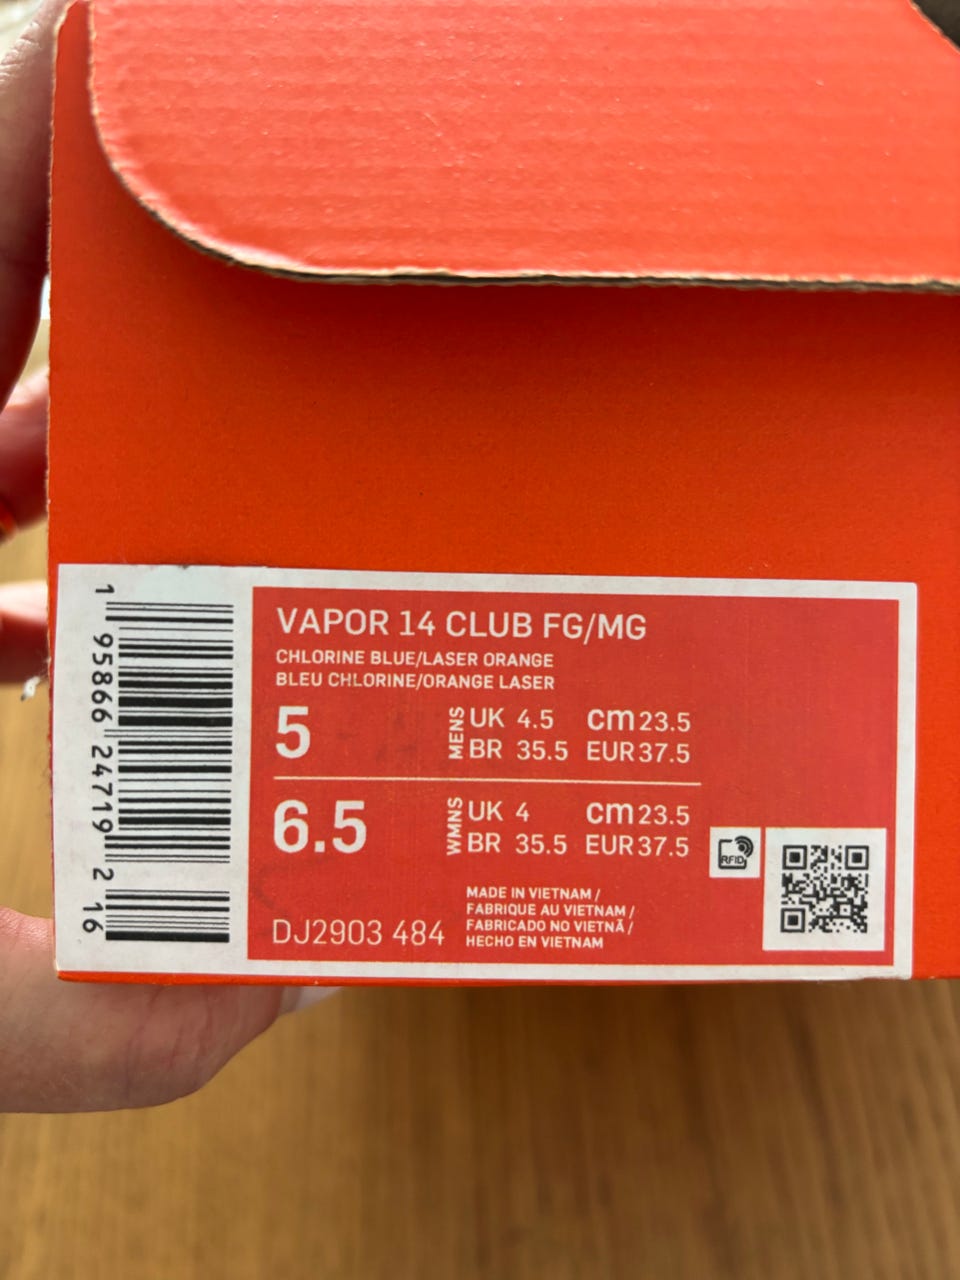 VAPOR 14 CLUB FG/MG
CHLORINE BLUE/LASER ORANGE
BLEU CHLORINE/ORANGE LASER
5 MENS UK 4.5 cm 23.5
BR 35.5 EUR 37.5
6.5 WMNS UK 4 cm 23.5
BR 35.5 EUR 37.5
RFID
MADE IN VIETNAM /
FABRIQUE AU VIETNAM /
FABRICADO NO VIETNÃ /
HECHO EN VIETNAM
DJ2903 484
1 95866 24719 2 16